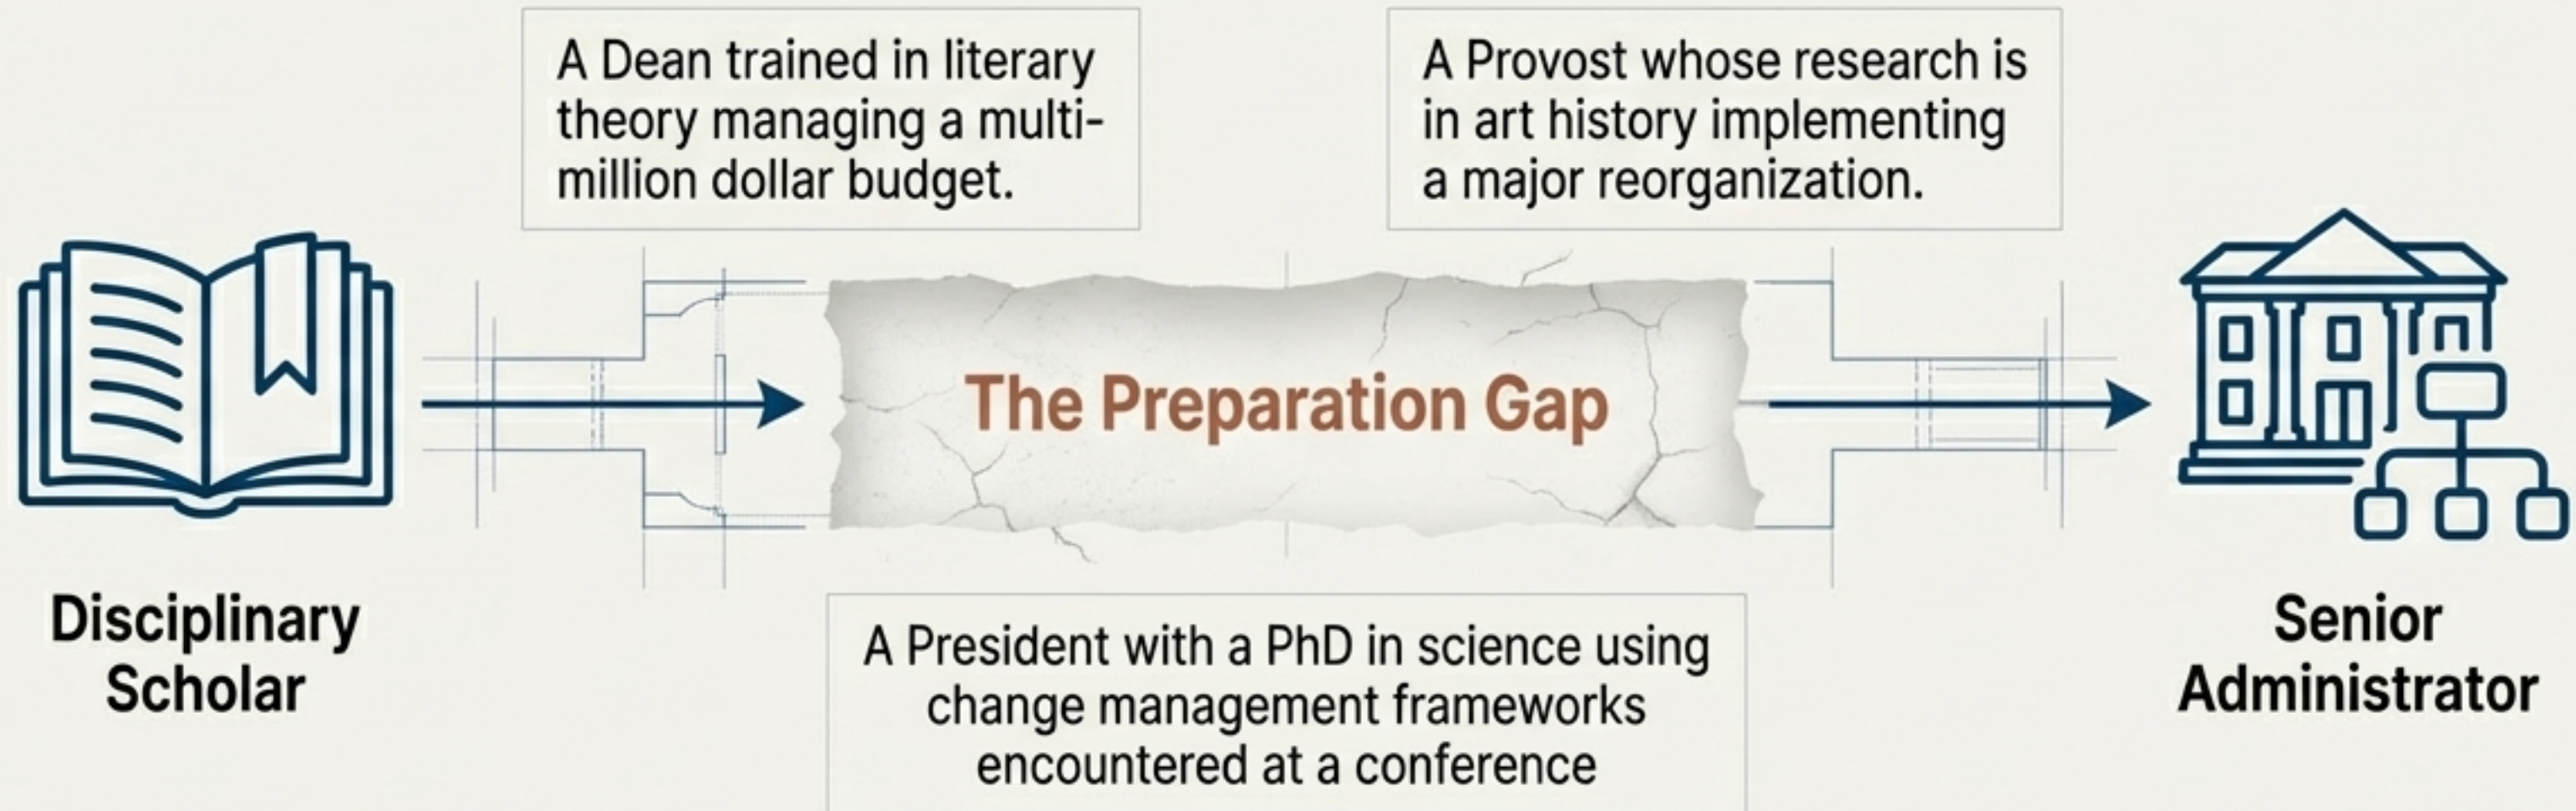 A Dean trained in literary
theory managing a multi-
million dollar budget.
A Provost whose research is
in art history implementing
a major reorganization.
The Preparation Gap
Disciplinary
Scholar
A President with a PhD in science using
change management frameworks
encountered at a conference
Senior
Administrator